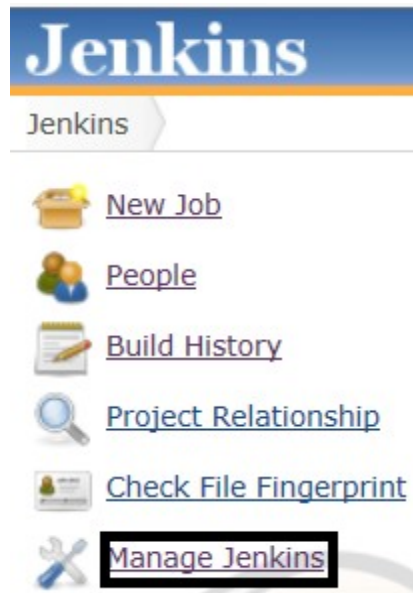 Jenkins
Jenkins
New Job
People
Build History
Project Relationship
Check File Fingerprint
Manage Jenkins